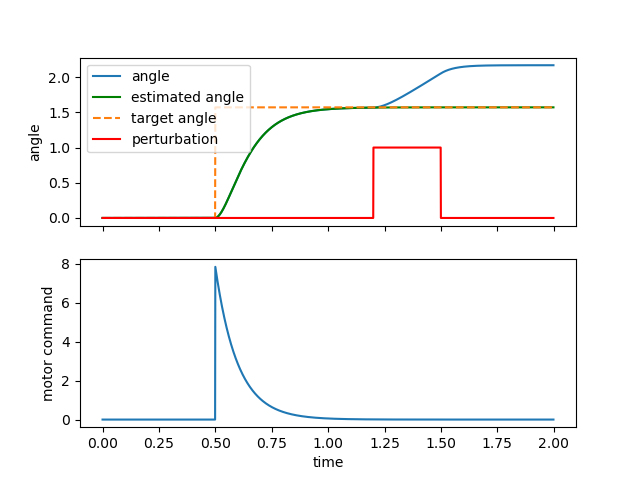 angle
estimated angle
target angle
perturbation
angle
2.0
1.5
1.0
0.5
0.0
motor command
8
6
4
2
0
0.00 0.25 0.50 0.75 1.00 1.25 1.50 1.75 2.00
time